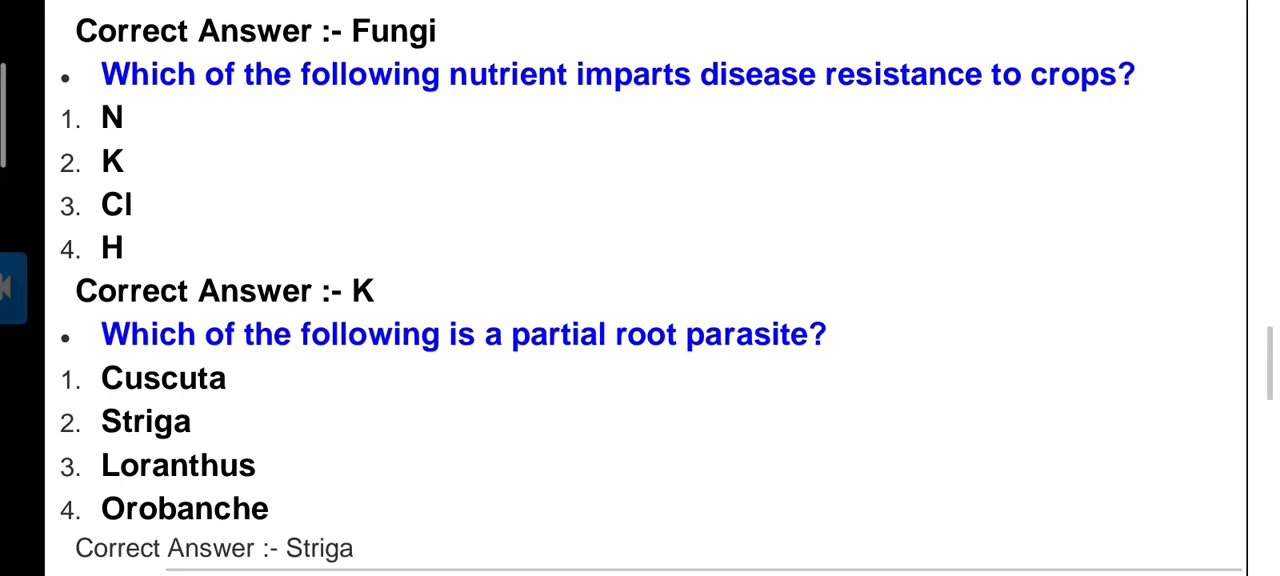 Correct Answer :- Fungi
• Which of the following nutrient imparts disease resistance to crops?
1. N
2. K
3. Cl
4. H
Correct Answer :- K
• Which of the following is a partial root parasite?
1. Cuscuta
2. Striga
3. Loranthus
4. Orobanche
Correct Answer :- Striga